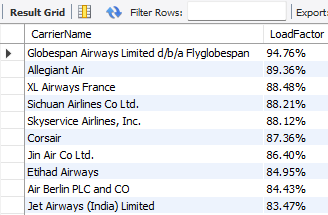 Result Grid Filter Rows: Export:
CarrierName LoadFactor
Globespan Airways Limited d/b/a Flyglobespan 94.76%
Allegiant Air 89.36%
XL Airways France 88.48%
Sichuan Airlines Co Ltd. 88.21%
Skyservice Airlines, Inc. 88.12%
Corsair 87.36%
Jin Air Co Ltd. 86.40%
Etihad Airways 84.95%
Air Berlin PLC and CO 84.43%
Jet Airways (India) Limited 83.47%